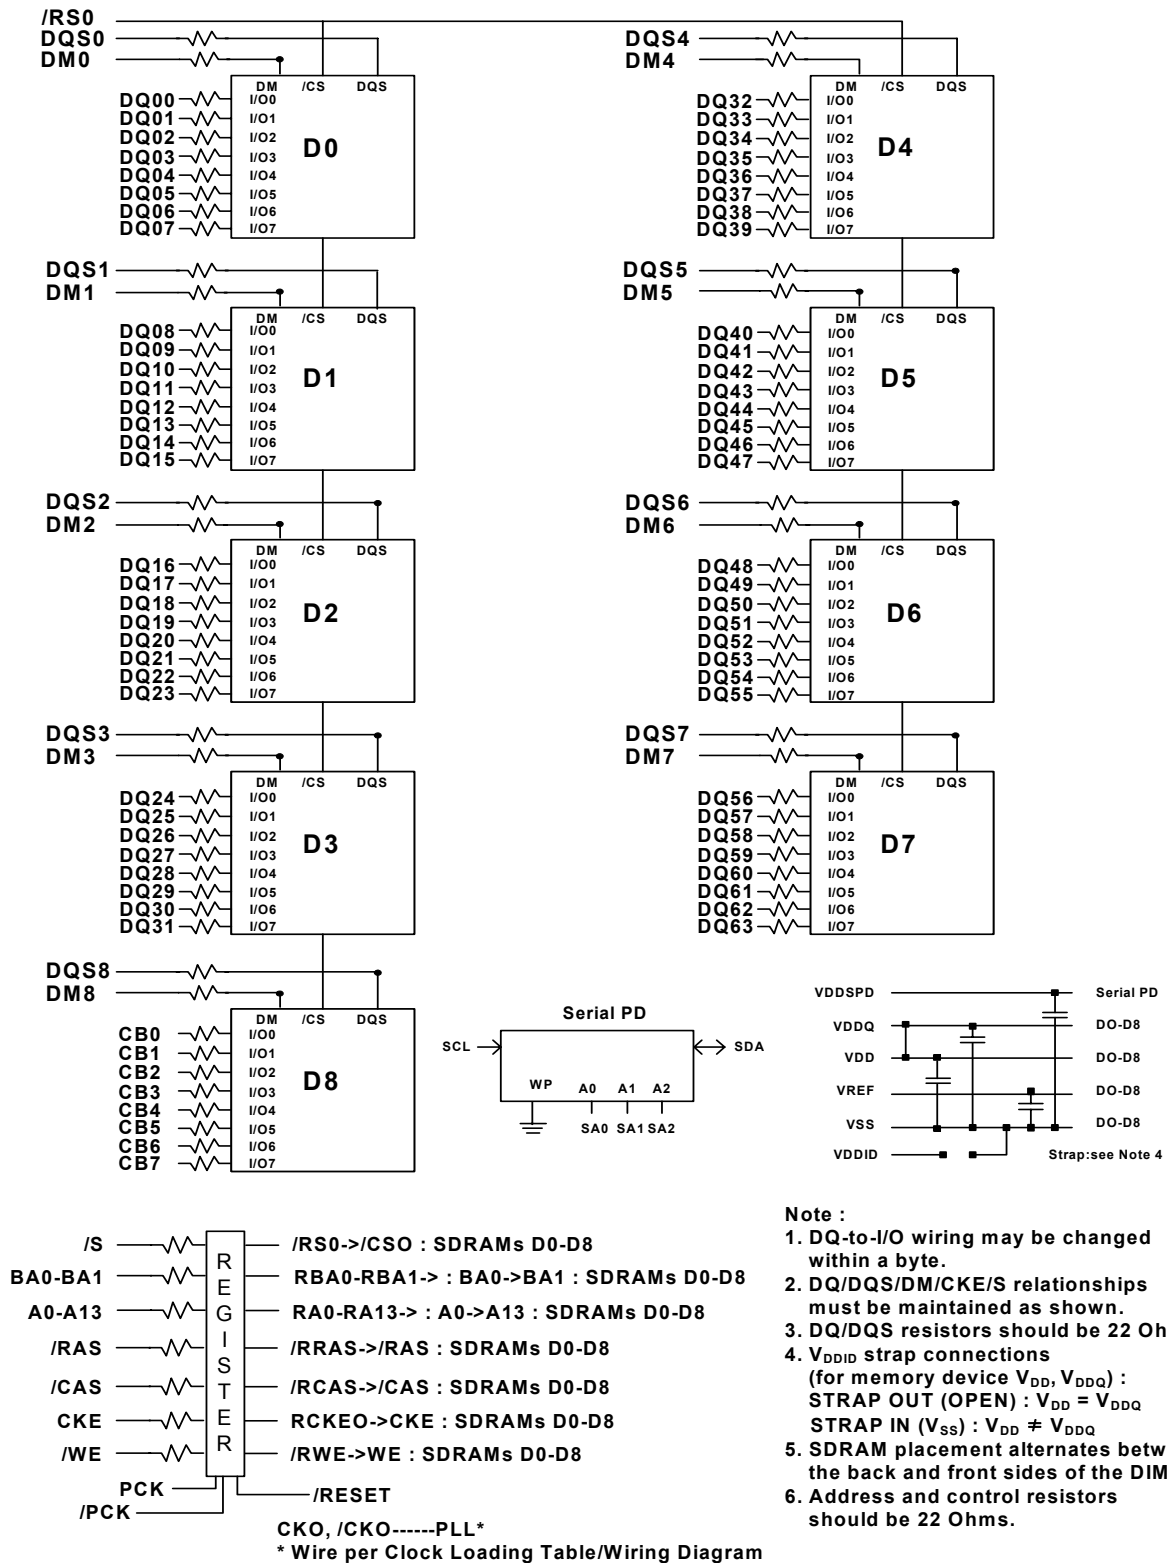 /RS0
DQS0
DM0
DM /CS DQS
DQ00 I/O0
DQ01 I/O1
DQ02 I/O2
DQ03 I/O3
DQ04 I/O4
DQ05 I/O5
DQ06 I/O6
DQ07 I/O7
D0
DQS1
DM1
DM /CS DQS
DQ08 I/O0
DQ09 I/O1
DQ10 I/O2
DQ11 I/O3
DQ12 I/O4
DQ13 I/O5
DQ14 I/O6
DQ15 I/O7
D1
DQS2
DM2
DM /CS DQS
DQ16 I/O0
DQ17 I/O1
DQ18 I/O2
DQ19 I/O3
DQ20 I/O4
DQ21 I/O5
DQ22 I/O6
DQ23 I/O7
D2
DQS3
DM3
DM /CS DQS
DQ24 I/O0
DQ25 I/O1
DQ26 I/O2
DQ27 I/O3
DQ28 I/O4
DQ29 I/O5
DQ30 I/O6
DQ31 I/O7
D3
DQS8
DM8
DM /CS DQS
CB0 I/O0
CB1 I/O1
CB2 I/O2
CB3 I/O3
CB4 I/O4
CB5 I/O5
CB6 I/O6
CB7 I/O7
D8
DQS4
DM4
DM /CS DQS
DQ32 I/O0
DQ33 I/O1
DQ34 I/O2
DQ35 I/O3
DQ36 I/O4
DQ37 I/O5
DQ38 I/O6
DQ39 I/O7
D4
DQS5
DM5
DM /CS DQS
DQ40 I/O0
DQ41 I/O1
DQ42 I/O2
DQ43 I/O3
DQ44 I/O4
DQ45 I/O5
DQ46 I/O6
DQ47 I/O7
D5
DQS6
DM6
DM /CS DQS
DQ48 I/O0
DQ49 I/O1
DQ50 I/O2
DQ51 I/O3
DQ52 I/O4
DQ53 I/O5
DQ54 I/O6
DQ55 I/O7
D6
DQS7
DM7
DM /CS DQS
DQ56 I/O0
DQ57 I/O1
DQ58 I/O2
DQ59 I/O3
DQ60 I/O4
DQ61 I/O5
DQ62 I/O6
DQ63 I/O7
D7
Serial PD
SCL SDA
WP A0 A1 A2
SA0 SA1 SA2
VDDSPD Serial PD
VDDQ DO-D8
VDD DO-D8
VREF DO-D8
VSS DO-D8
VDDID Strap:see Note 4
/S /RS0->/CSO : SDRAMs D0-D8
BA0-BA1 RBA0-RBA1-> : BA0->BA1 : SDRAMs D0-D8
A0-A13 RA0-RA13-> : A0->A13 : SDRAMs D0-D8
/RAS /RRAS->/RAS : SDRAMs D0-D8
/CAS /RCAS->/CAS : SDRAMs D0-D8
CKE RCKEO->CKE : SDRAMs D0-D8
/WE /RWE->WE : SDRAMs D0-D8
REGISTER
PCK
/PCK
/RESET
CKO, /CKO------PLL*
* Wire per Clock Loading Table/Wiring Diagram
Note :
1. DQ-to-I/O wiring may be changed
within a byte.
2. DQ/DQS/DM/CKE/S relationships
must be maintained as shown.
3. DQ/DQS resistors should be 22 Oh
4. VDDID strap connections
(for memory device VDD, VDDQ) :
STRAP OUT (OPEN) : VDD = VDDQ
STRAP IN (VSS) : VDD ≠ VDDQ
5. SDRAM placement alternates betw
the back and front sides of the DIM
6. Address and control resistors
should be 22 Ohms.